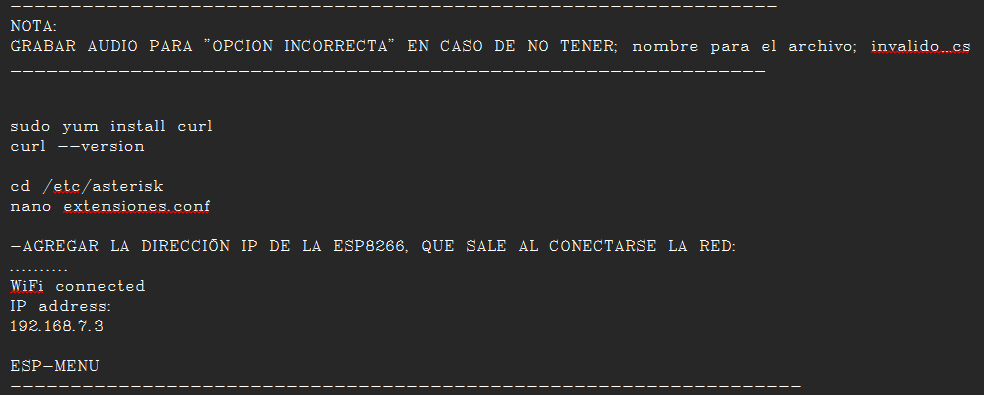 ------------------------------------------------------------------
NOTA:
GRABAR AUDIO PARA "OPCION INCORRECTA" EN CASO DE NO TENER; nombre para el archivo; invalido_cs
-----------------------------------------------------------------
sudo yum install curl
curl --version
cd /etc/asterisk
nano extensiones.conf
-AGREGAR LA DIRECCIÓN IP DE LA ESP8266, QUE SALE AL CONECTARSE LA RED:
..........
WiFi connected
IP address:
192.168.7.3
ESP-MENU
--------------------------------------------------------------------